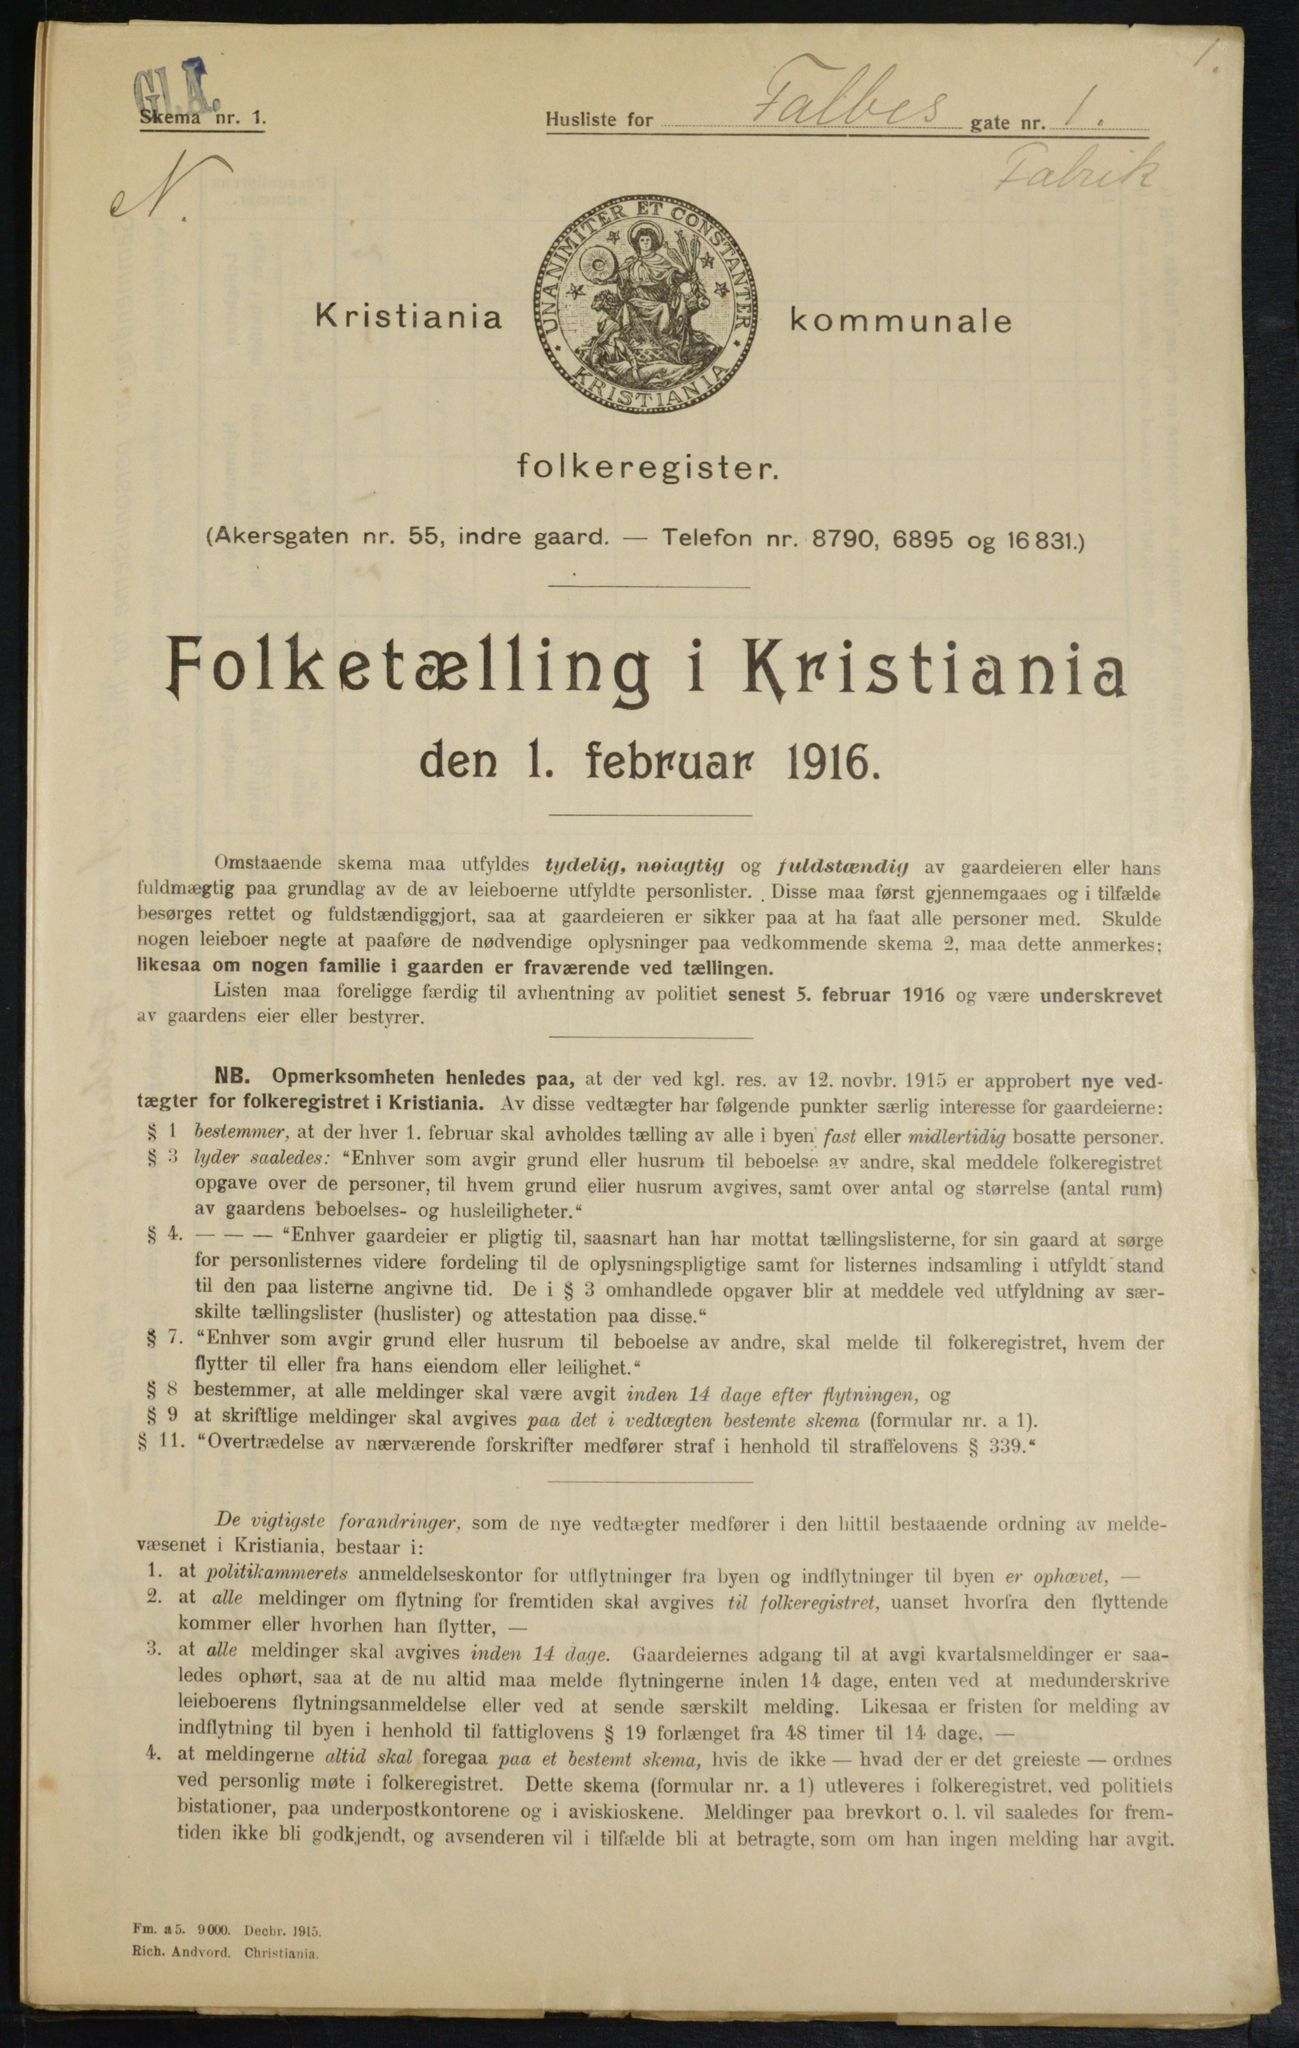 1.
Gl.A.
Skema nr. 1.
Husliste for Falbes gate nr. 1.
Fabrik
N.
UNANIMITER ET CONSTANTER
KRISTIANIA
Kristiania kommunale
folkeregister.
(Akersgaten nr. 55, indre gaard. — Telefon nr. 8790, 6895 og 16 831.)
Folketælling i Kristiania
den 1. februar 1916.
Omstaaende skema maa utfyldes tydelig, nøiagtig og fuldstændig av gaardeieren eller hans
fuldmægtig paa grundlag av de av leieboerne utfyldte personlister. Disse maa først gjennemgaaes og i tilfælde
besørges rettet og fuldstændiggjort, saa at gaardeieren er sikker paa at ha faat alle personer med. Skulde
nogen leieboer negte at paaføre de nødvendige oplysninger paa vedkommende skema 2, maa dette anmerkes;
likesaa om nogen familie i gaarden er fraværende ved tællingen.
Listen maa foreligge færdig til avhentning av politiet senest 5. februar 1916 og være underskrevet
av gaardens eier eller bestyrer.
NB. Opmerksomheten henledes paa, at der ved kgl. res. av 12. novbr. 1915 er approbert nye ved-
tægter for folkeregistret i Kristiania. Av disse vedtægter har følgende punkter særlig interesse for gaardeierne:
§ 1 bestemmer, at der hver 1. februar skal avholdes tælling av alle i byen fast eller midlertidig bosatte personer.
§ 3 lyder saaledes: "Enhver som avgir grund eller husrum til beboelse av andre, skal meddele folkeregistret
opgave over de personer, til hvem grund eller husrum avgives, samt over antal og størrelse (antal rum)
av gaardens beboelses- og husleiligheter."
§ 4. — — — "Enhver gaardeier er pligtig til, saasnart han har mottat tællingslisterne, for sin gaard at sørge
for personlisternes videre fordeling til de oplysningspligtige samt for listernes indsamling i utfyldt stand
til den paa listerne angivne tid. De i § 3 omhandlede opgaver blir at meddele ved utfyldning av sær-
skilte tællingslister (huslister) og attestation paa disse."
§ 7. "Enhver som avgir grund eller husrum til beboelse av andre, skal melde til folkeregistret, hvem der
flytter til eller fra hans eiendom eller leilighet."
§ 8 bestemmer, at alle meldinger skal være avgit inden 14 dage efter flytningen, og
§ 9 at skriftlige meldinger skal avgives paa det i vedtægten bestemte skema (formular nr. a 1).
§ 11. "Overtrædelse av nærværende forskrifter medfører straf i henhold til straffelovens § 339."
De vigtigste forandringer, som de nye vedtægter medfører i den hittil bestaaende ordning av melde-
væsenet i Kristiania, bestaar i:
1. at politikammerets anmeldelseskontor for utflytninger fra byen og indflytninger til byen er ophævet, —
2. at alle meldinger om flytning for fremtiden skal avgives til folkeregistret, uanset hvorfra den flyttende
kommer eller hvorhen han flytter, —
3. at alle meldinger skal avgives inden 14 dage. Gaardeiernes adgang til at avgi kvartalsmeldinger er saa-
ledes ophørt, saa at de nu altid maa melde flytningerne inden 14 dage, enten ved at medunderskrive
leieboerens flytningsanmeldelse eller ved at sende særskilt melding. Likesaa er fristen for melding av
indflytning til byen i henhold til fattiglovens § 19 forlænget fra 48 timer til 14 dage, —
4. at meldingerne altid skal foregaa paa et bestemt skema, hvis de ikke — hvad der er det greieste — ordnes
ved personlig møte i folkeregistret. Dette skema (formular nr. a 1) utleveres i folkeregistret, ved politiets
bistationer, paa underpostkontorene og i aviskioskene. Meldinger paa brevkort o. l. vil saaledes for frem-
tiden ikke bli godkjendt, og avsenderen vil i tilfælde bli at betragte, som om han ingen melding har avgit.
Fm. a 5. 9000. Decbr. 1915.
Rich. Andvord. Christiania.